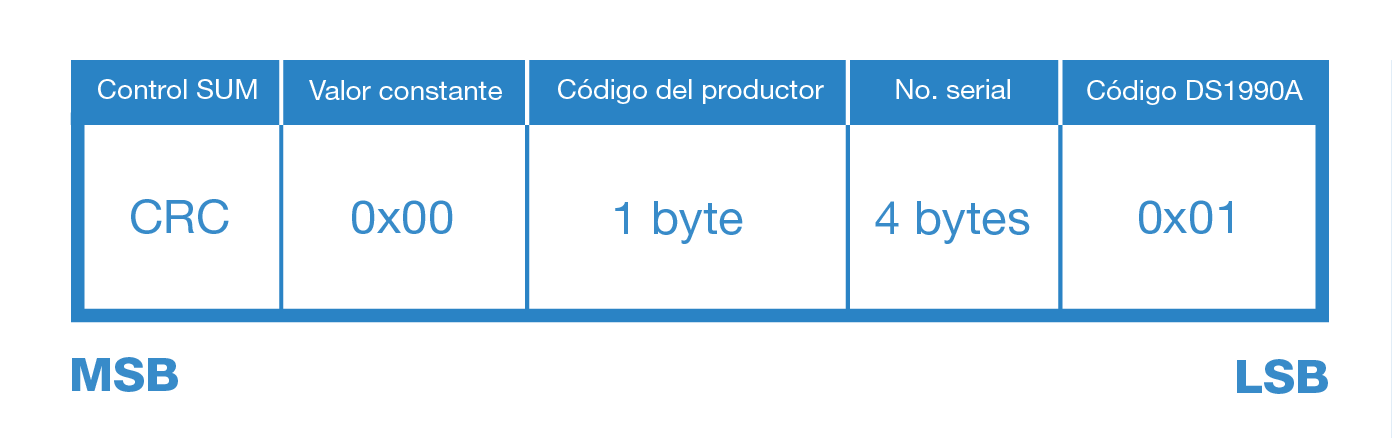 Control SUM Valor constante Código del productor No. serial Código DS1990A
CRC 0x00 1 byte 4 bytes 0x01
MSB LSB